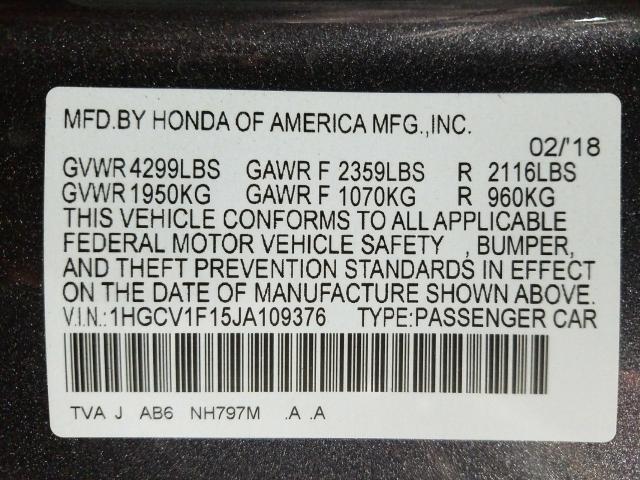 MFD.BY HONDA OF AMERICA MFG.,INC.
02/'18
GVWR 4299LBS GAWR F 2359LBS R 2116LBS
GVWR 1950KG GAWR F 1070KG R 960KG
THIS VEHICLE CONFORMS TO ALL APPLICABLE
FEDERAL MOTOR VEHICLE SAFETY , BUMPER,
AND THEFT PREVENTION STANDARDS IN EFFECT
ON THE DATE OF MANUFACTURE SHOWN ABOVE.
V.I.N.: 1HGCV1F15JA109376 TYPE:PASSENGER CAR
TVA J AB6 NH797M .A .A